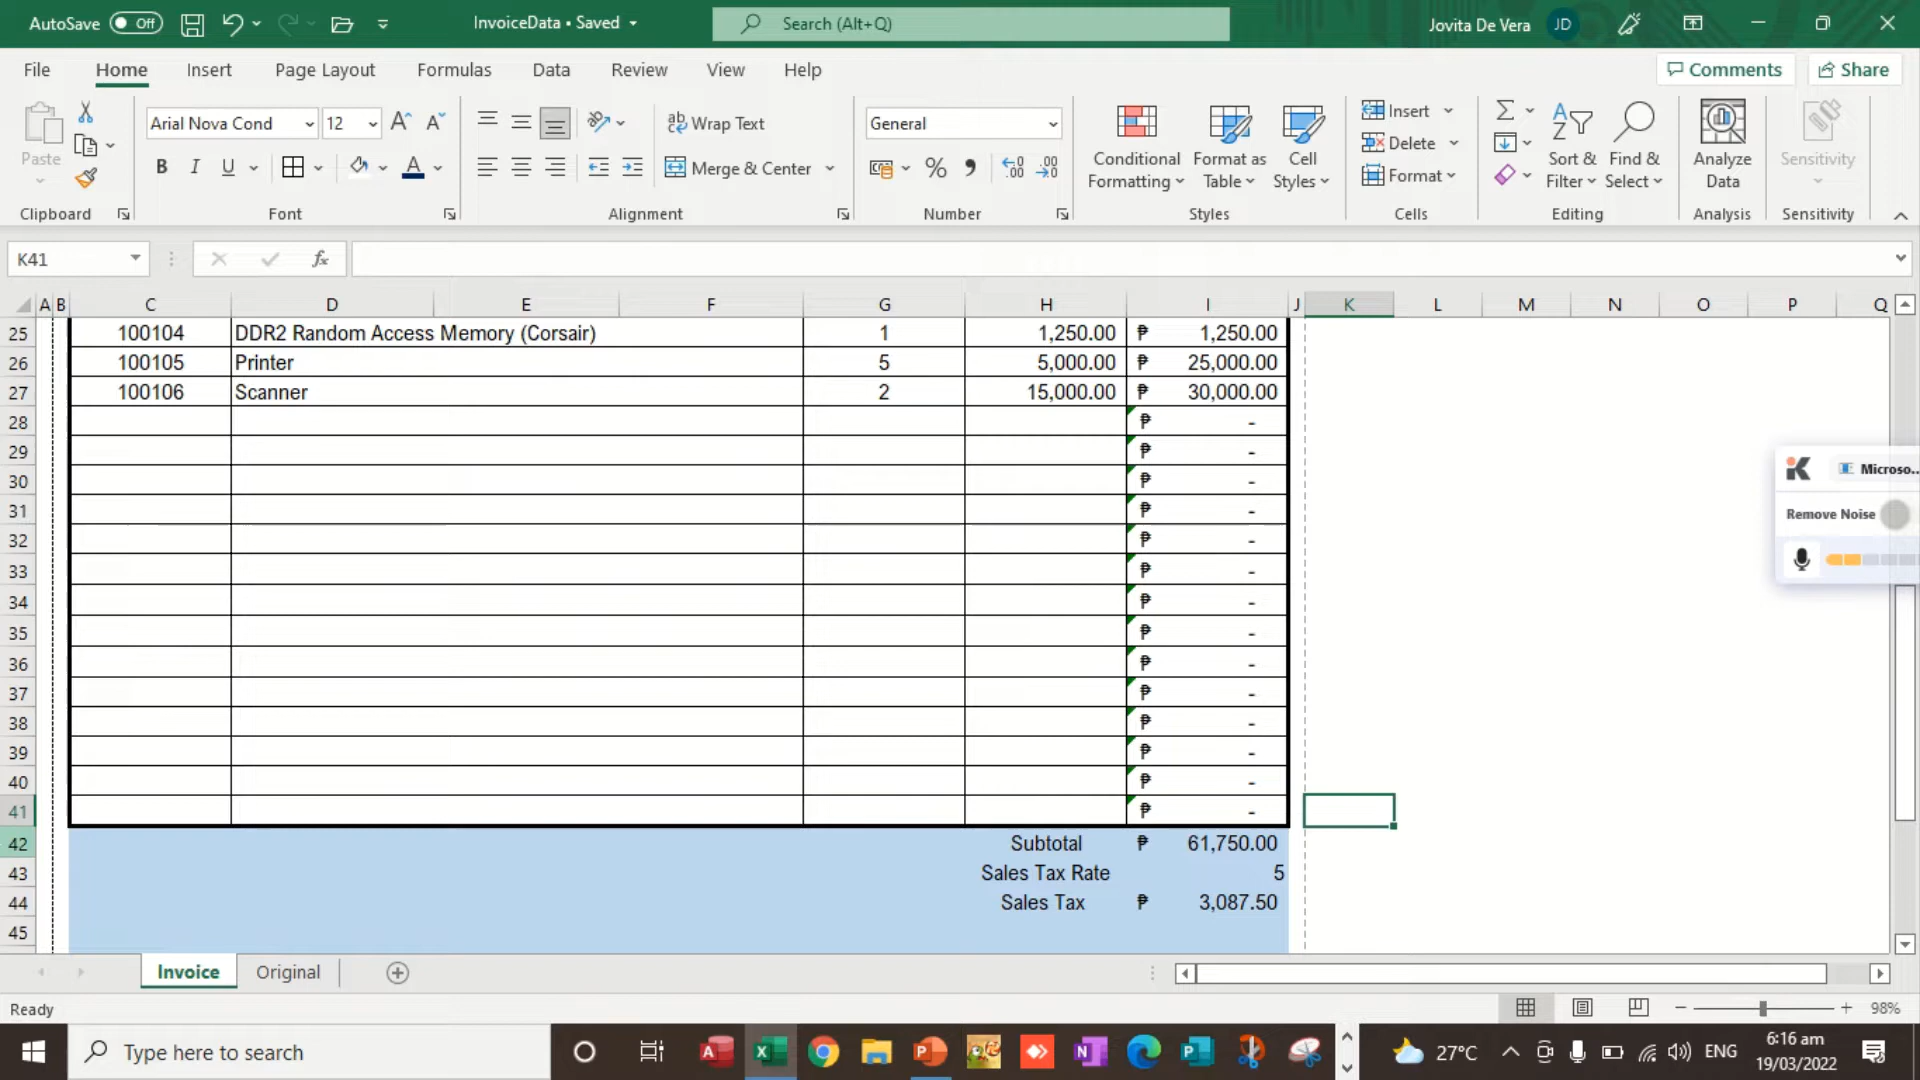 AutoSave Off InvoiceData • Saved Search (Alt+Q) Jovita De Vera JD
File Home Insert Page Layout Formulas Data Review View Help Comments Share
Arial Nova Cond 12 Wrap Text General Insert
Paste Delete
B I U Merge & Center % Conditional Formatting Format as Table Cell Styles Format Sort & Filter Find & Select Analyze Data Sensitivity
Clipboard Font Alignment Number Styles Cells Editing Analysis Sensitivity
K41 fx
A B C D E F G H I J K L M N O P Q
25 100104 DDR2 Random Access Memory (Corsair) 1 1,250.00 ₱ 1,250.00
26 100105 Printer 5 5,000.00 ₱ 25,000.00
27 100106 Scanner 2 15,000.00 ₱ 30,000.00
28 ₱ -
29 ₱ -
30 ₱ -
31 ₱ -
32 ₱ -
33 ₱ -
34 ₱ -
35 ₱ -
36 ₱ -
37 ₱ -
38 ₱ -
39 ₱ -
40 ₱ -
41 ₱ -
42 Subtotal ₱ 61,750.00
43 Sales Tax Rate 5
44 Sales Tax ₱ 3,087.50
45
Microso..
Remove Noise
Invoice Original
Ready 98%
Type here to search 27°C ENG 6:16 am
19/03/2022